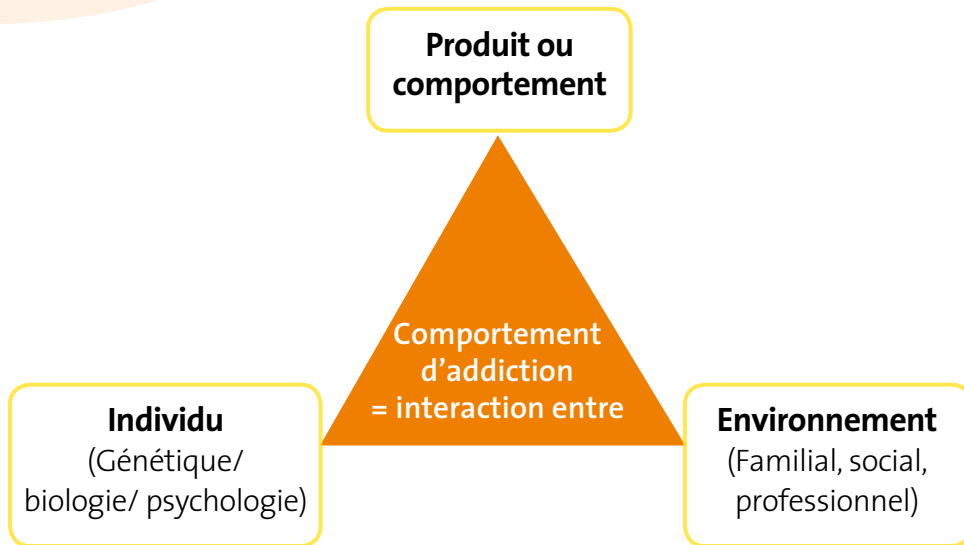 Produit ou
comportement
Comportement
d’addiction
= interaction entre
Individu
(Génétique/
biologie/ psychologie)
Environnement
(Familial, social,
professionnel)